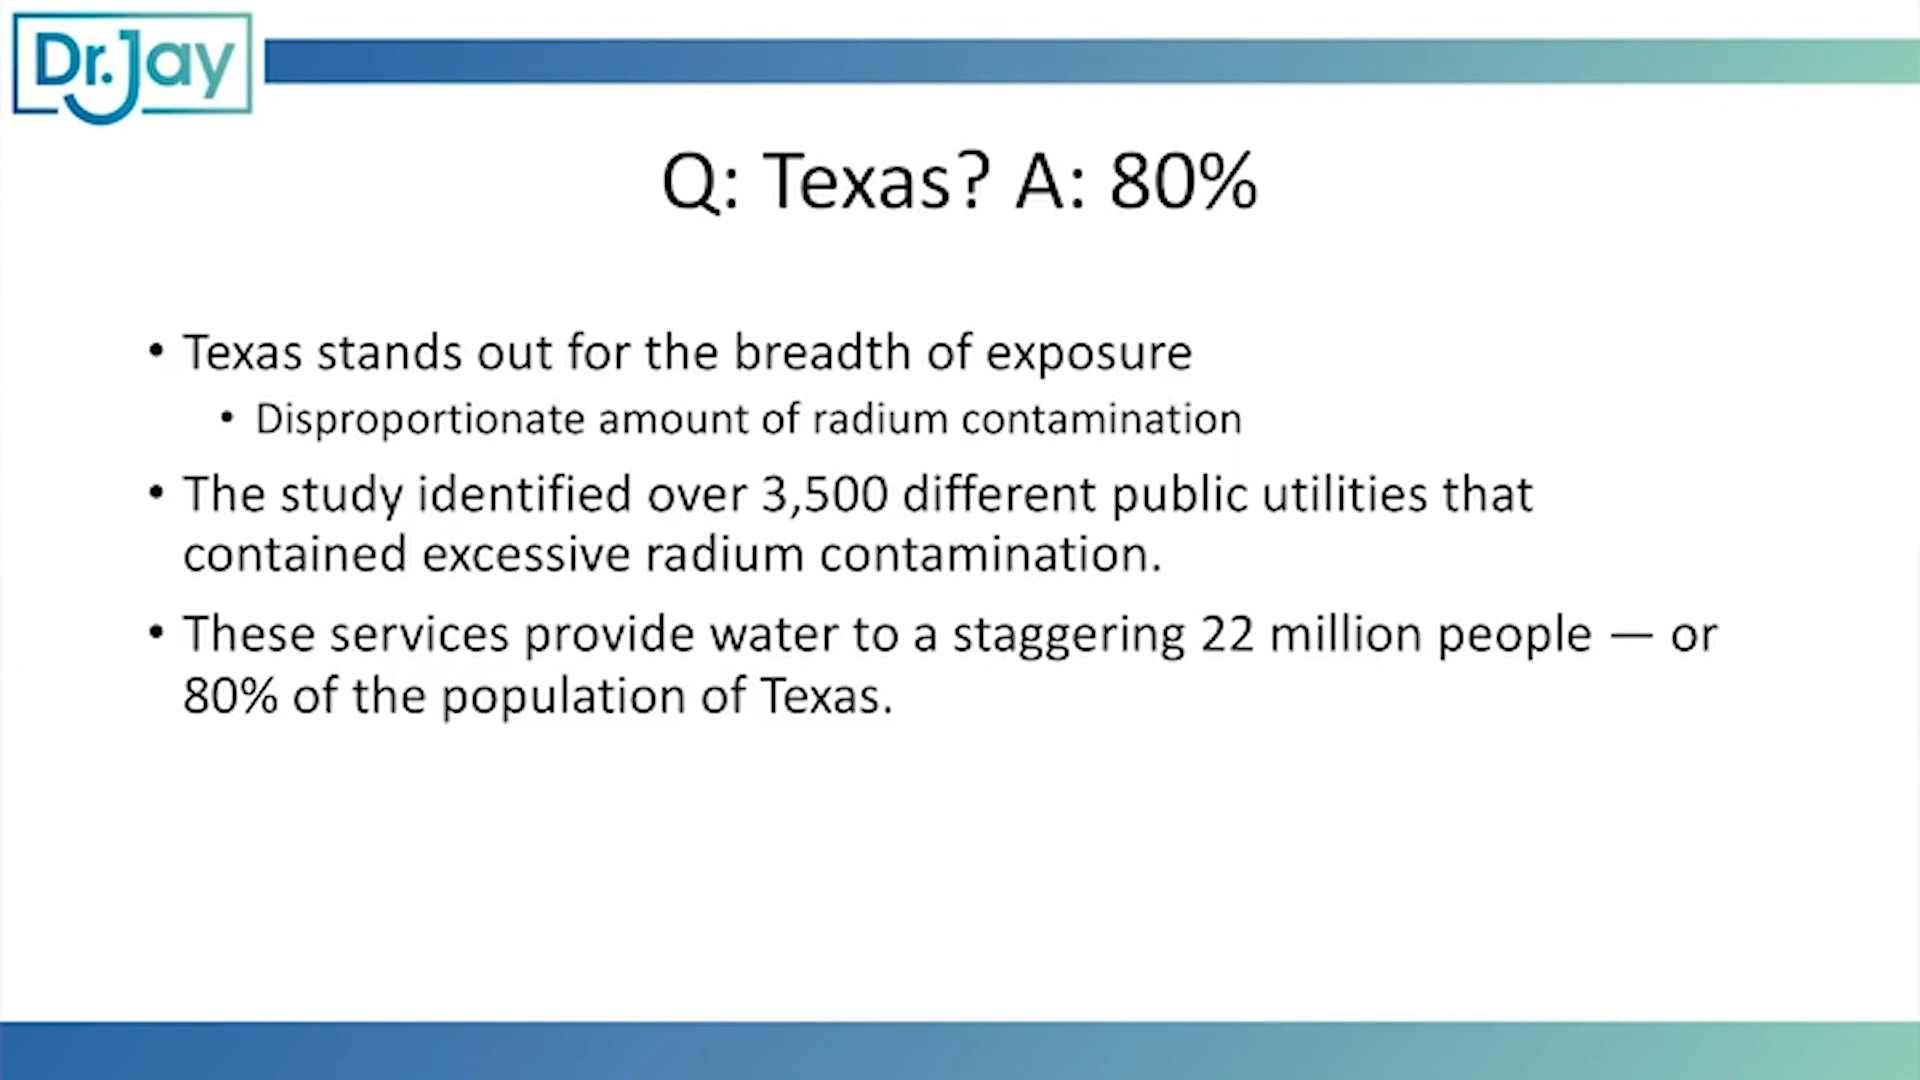 Dr. Jay
Q: Texas? A: 80%
• Texas stands out for the breadth of exposure
• Disproportionate amount of radium contamination
• The study identified over 3,500 different public utilities that
contained excessive radium contamination.
• These services provide water to a staggering 22 million people — or
80% of the population of Texas.